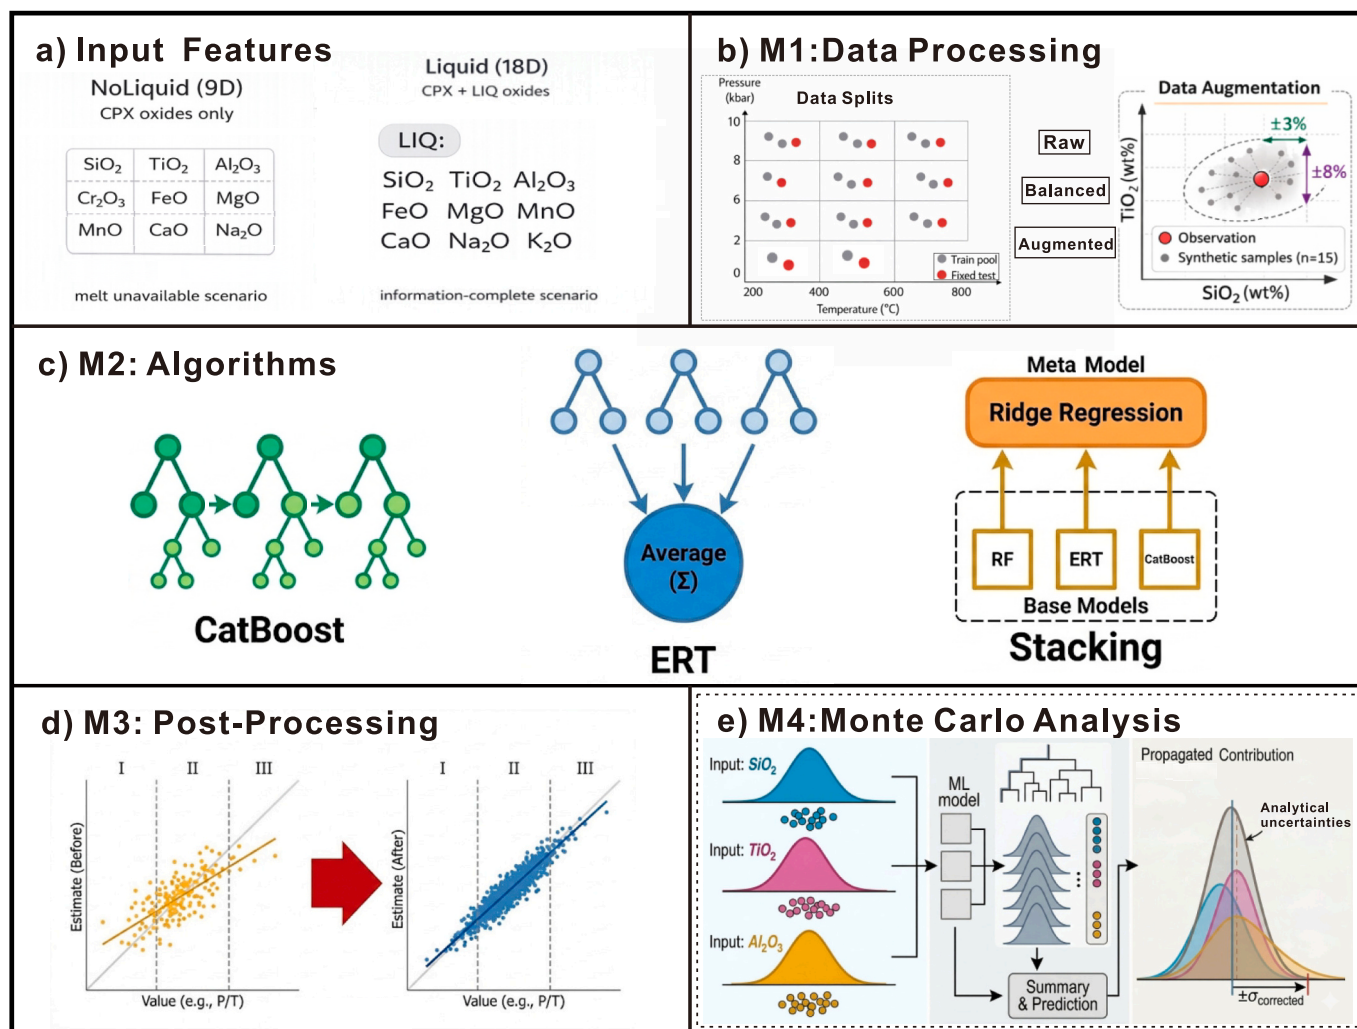 a) Input Features
NoLiquid (9D)
CPX oxides only
SiO₂ TiO₂ Al₂O₃
Cr₂O₃ FeO MgO
MnO CaO Na₂O
melt unavailable scenario
Liquid (18D)
CPX + LIQ oxides
LIQ:
SiO₂ TiO₂ Al₂O₃
FeO MgO MnO
CaO Na₂O K₂O
information-complete scenario
b) M1:Data Processing
Pressure
(kbar)
Data Splits
10
8
6
2
0
Train pool
Fixed test
200 400 600 800
Temperature (°C)
Raw
Balanced
Augmented
Data Augmentation
±3%
±8%
TiO₂ (wt%)
Observation
Synthetic samples (n=15)
SiO₂ (wt%)
c) M2: Algorithms
CatBoost
Average
(Σ)
ERT
Meta Model
Ridge Regression
RF ERT CatBoost
Base Models
Stacking
d) M3: Post-Processing
I II III
Estimate (Before)
Value (e.g., P/T)
I II III
Estimate (After)
Value (e.g., P/T)
e) M4:Monte Carlo Analysis
Input: SiO₂
Input: TiO₂
Input: Al₂O₃
ML
model
Summary
& Prediction
Propagated Contribution
Analytical
uncertainties
±σcorrected